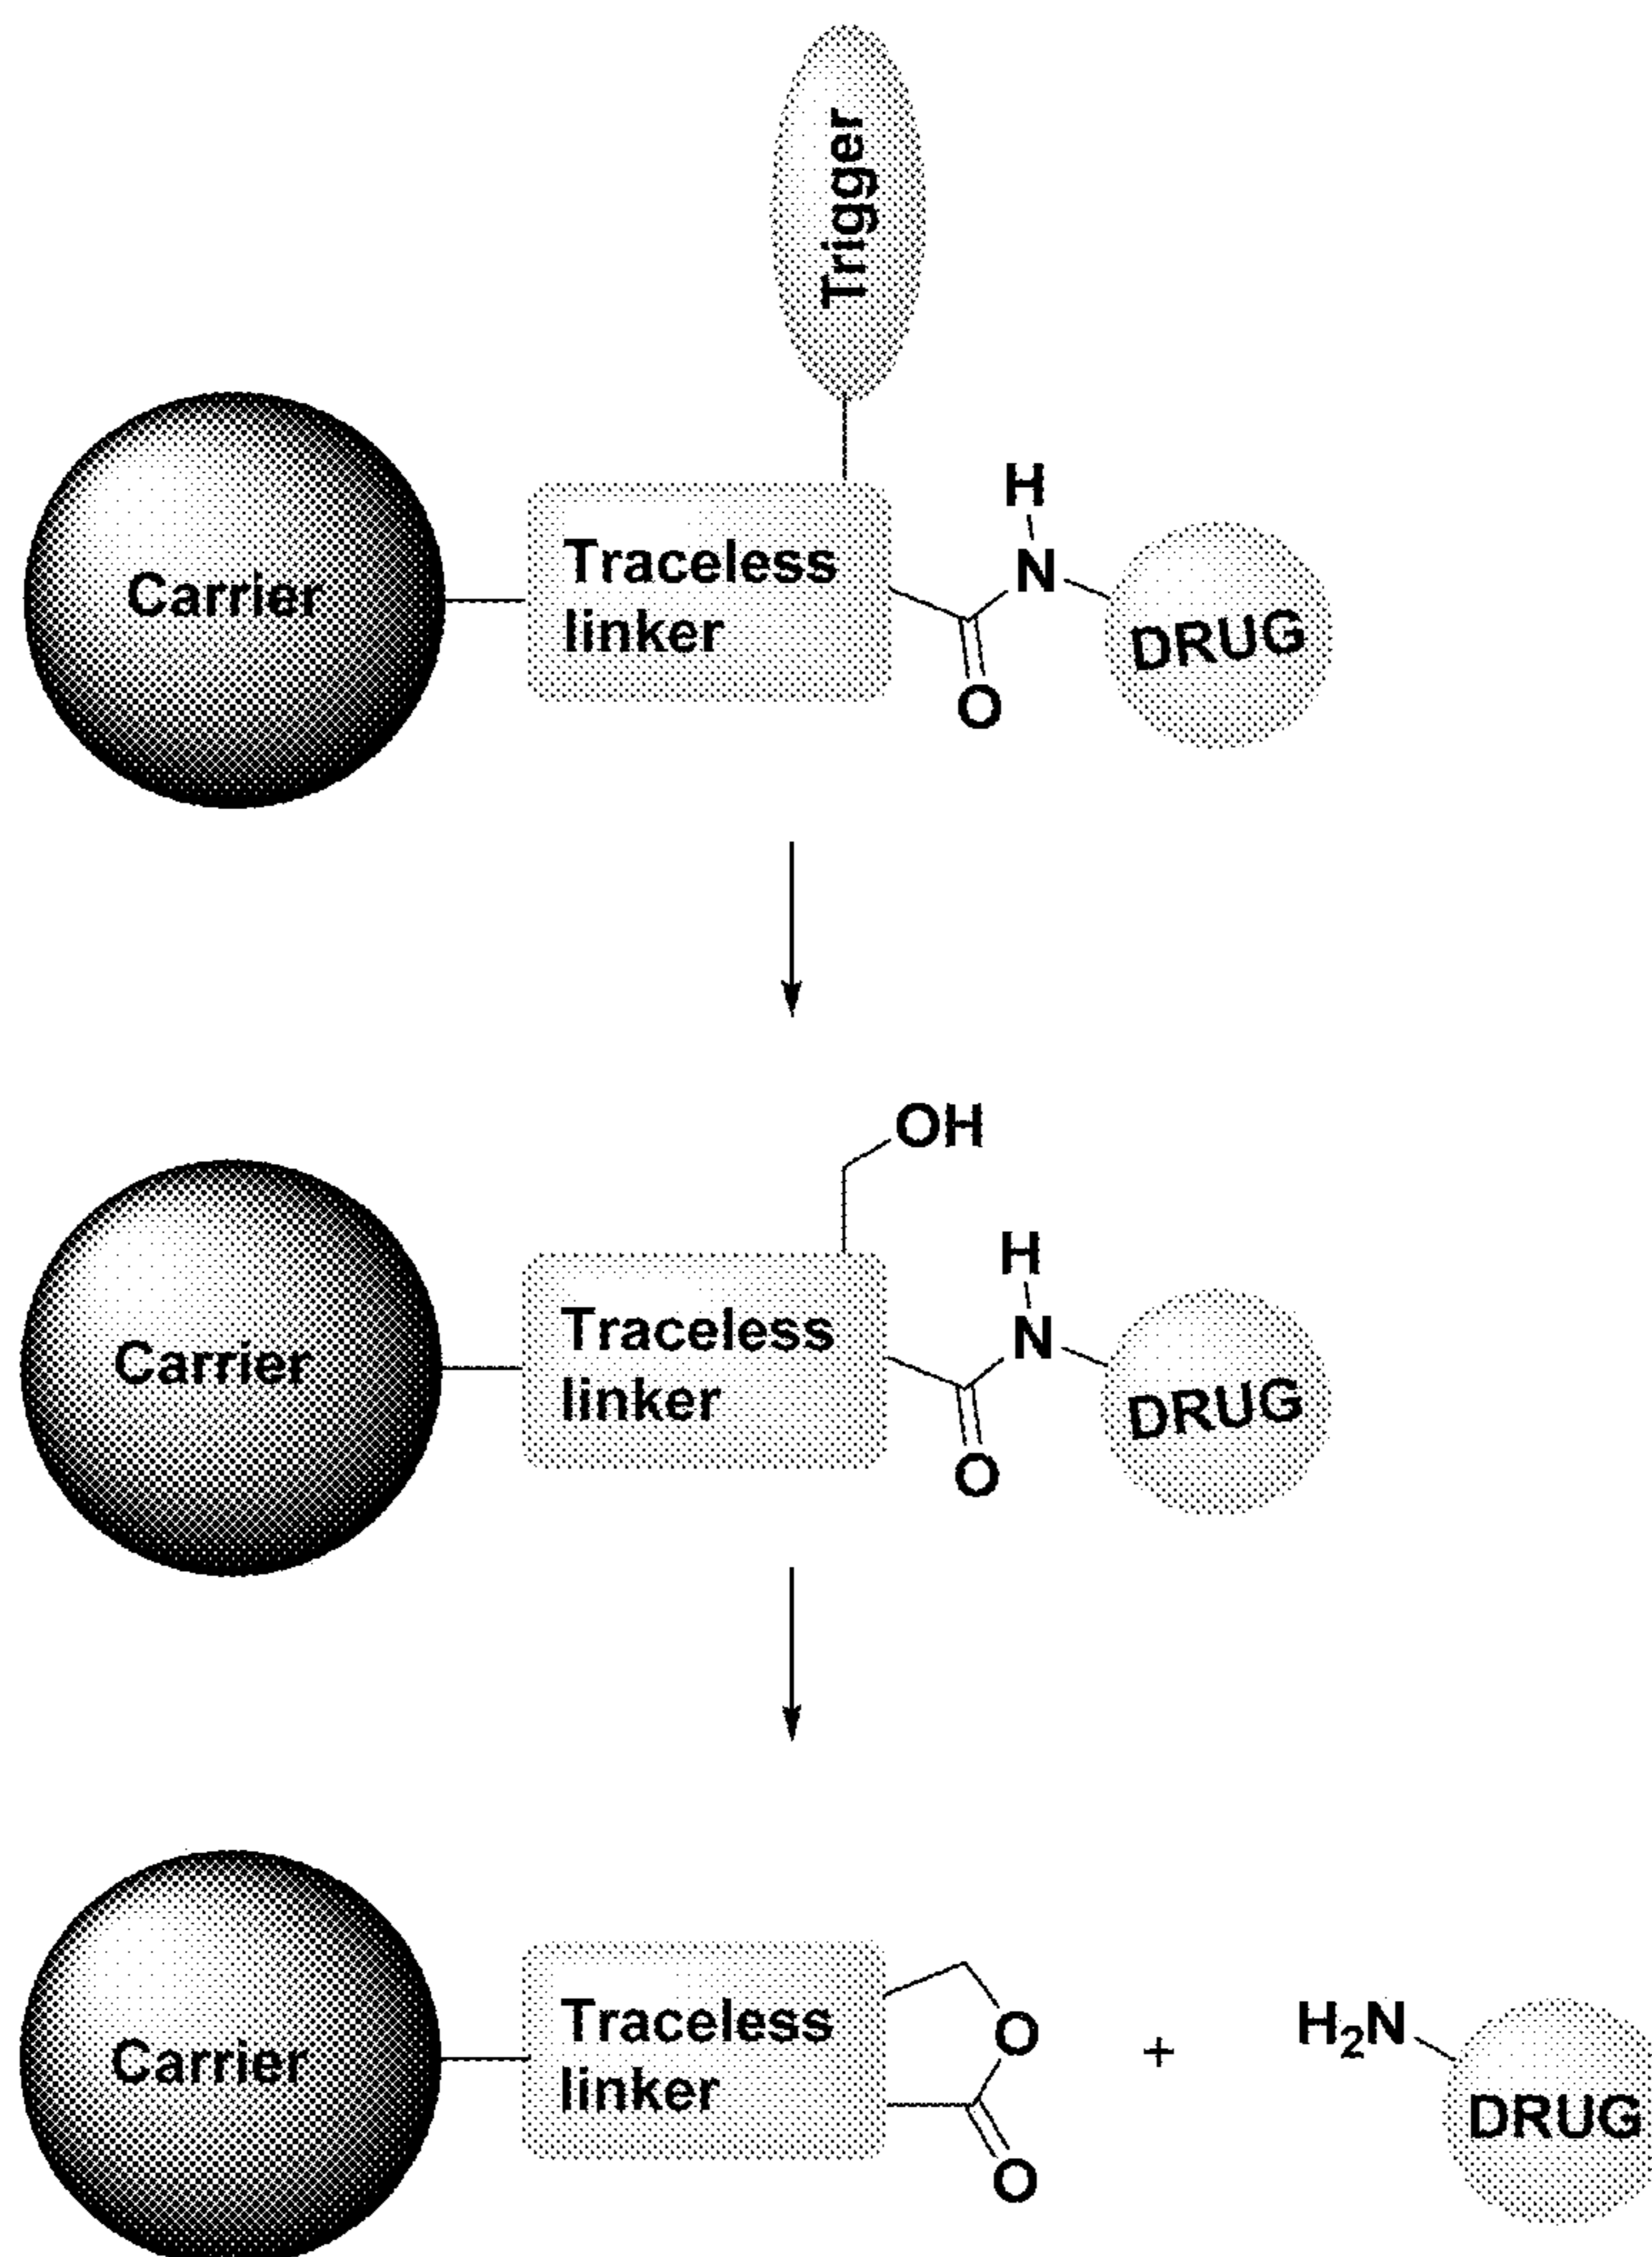 Trigger
H
N
Carrier
Traceless
linker
DRUG
O
OH
H
N
Carrier
Traceless
linker
DRUG
O
Carrier
Traceless
linker
O
O
+
H₂N
DRUG